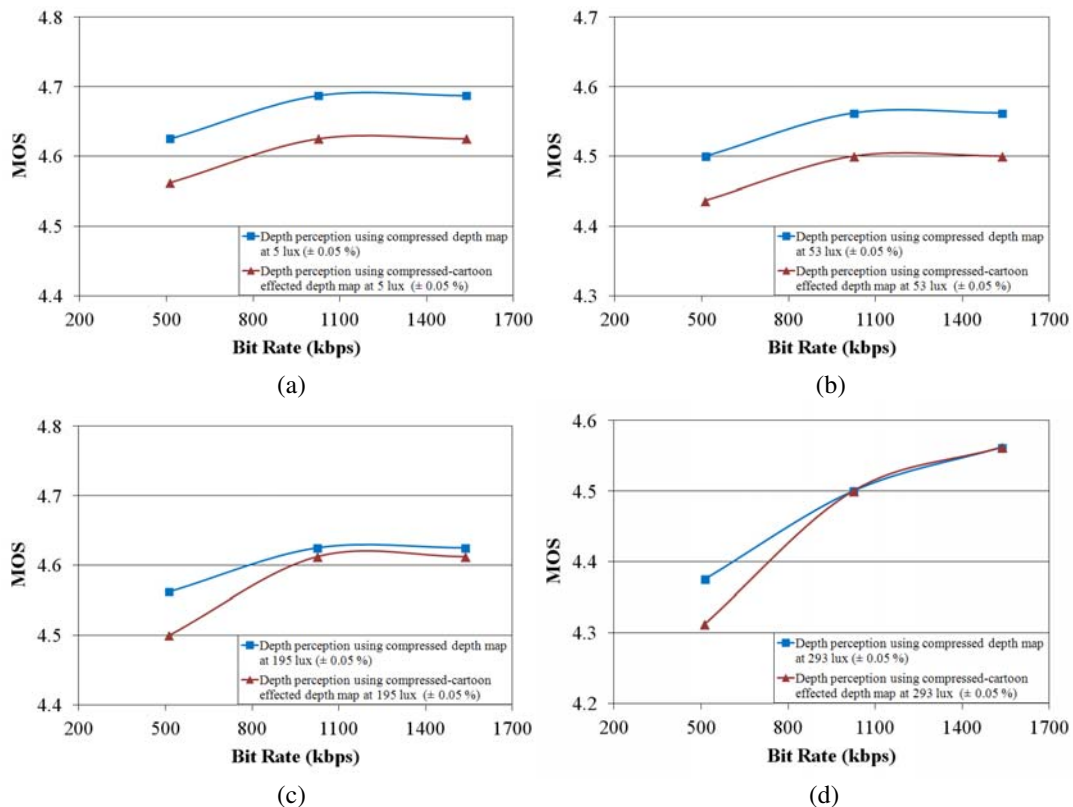 4.8
4.7
4.6
4.5
4.4
MOS
200 500 800 1100 1400 1700
Bit Rate (kbps)
Depth perception using compressed depth map
at 5 lux (± 0.05 %)
Depth perception using compressed-cartoon
effected depth map at 5 lux (± 0.05 %)
(a)
4.7
4.6
4.5
4.4
4.3
MOS
200 500 800 1100 1400 1700
Bit Rate (kbps)
Depth perception using compressed depth map
at 53 lux (± 0.05 %)
Depth perception using compressed-cartoon
effected depth map at 53 lux (± 0.05 %)
(b)
4.8
4.7
4.6
4.5
4.4
MOS
200 500 800 1100 1400 1700
Bit Rate (kbps)
Depth perception using compressed depth map
at 195 lux (± 0.05 %)
Depth perception using compressed-cartoon
effected depth map at 195 lux (± 0.05 %)
(c)
4.6
4.5
4.4
4.3
4.2
MOS
200 500 800 1100 1400 1700
Bit Rate (kbps)
Depth perception using compressed depth map
at 293 lux (± 0.05 %)
Depth perception using compressed-cartoon
effected depth map at 293 lux (± 0.05 %)
(d)